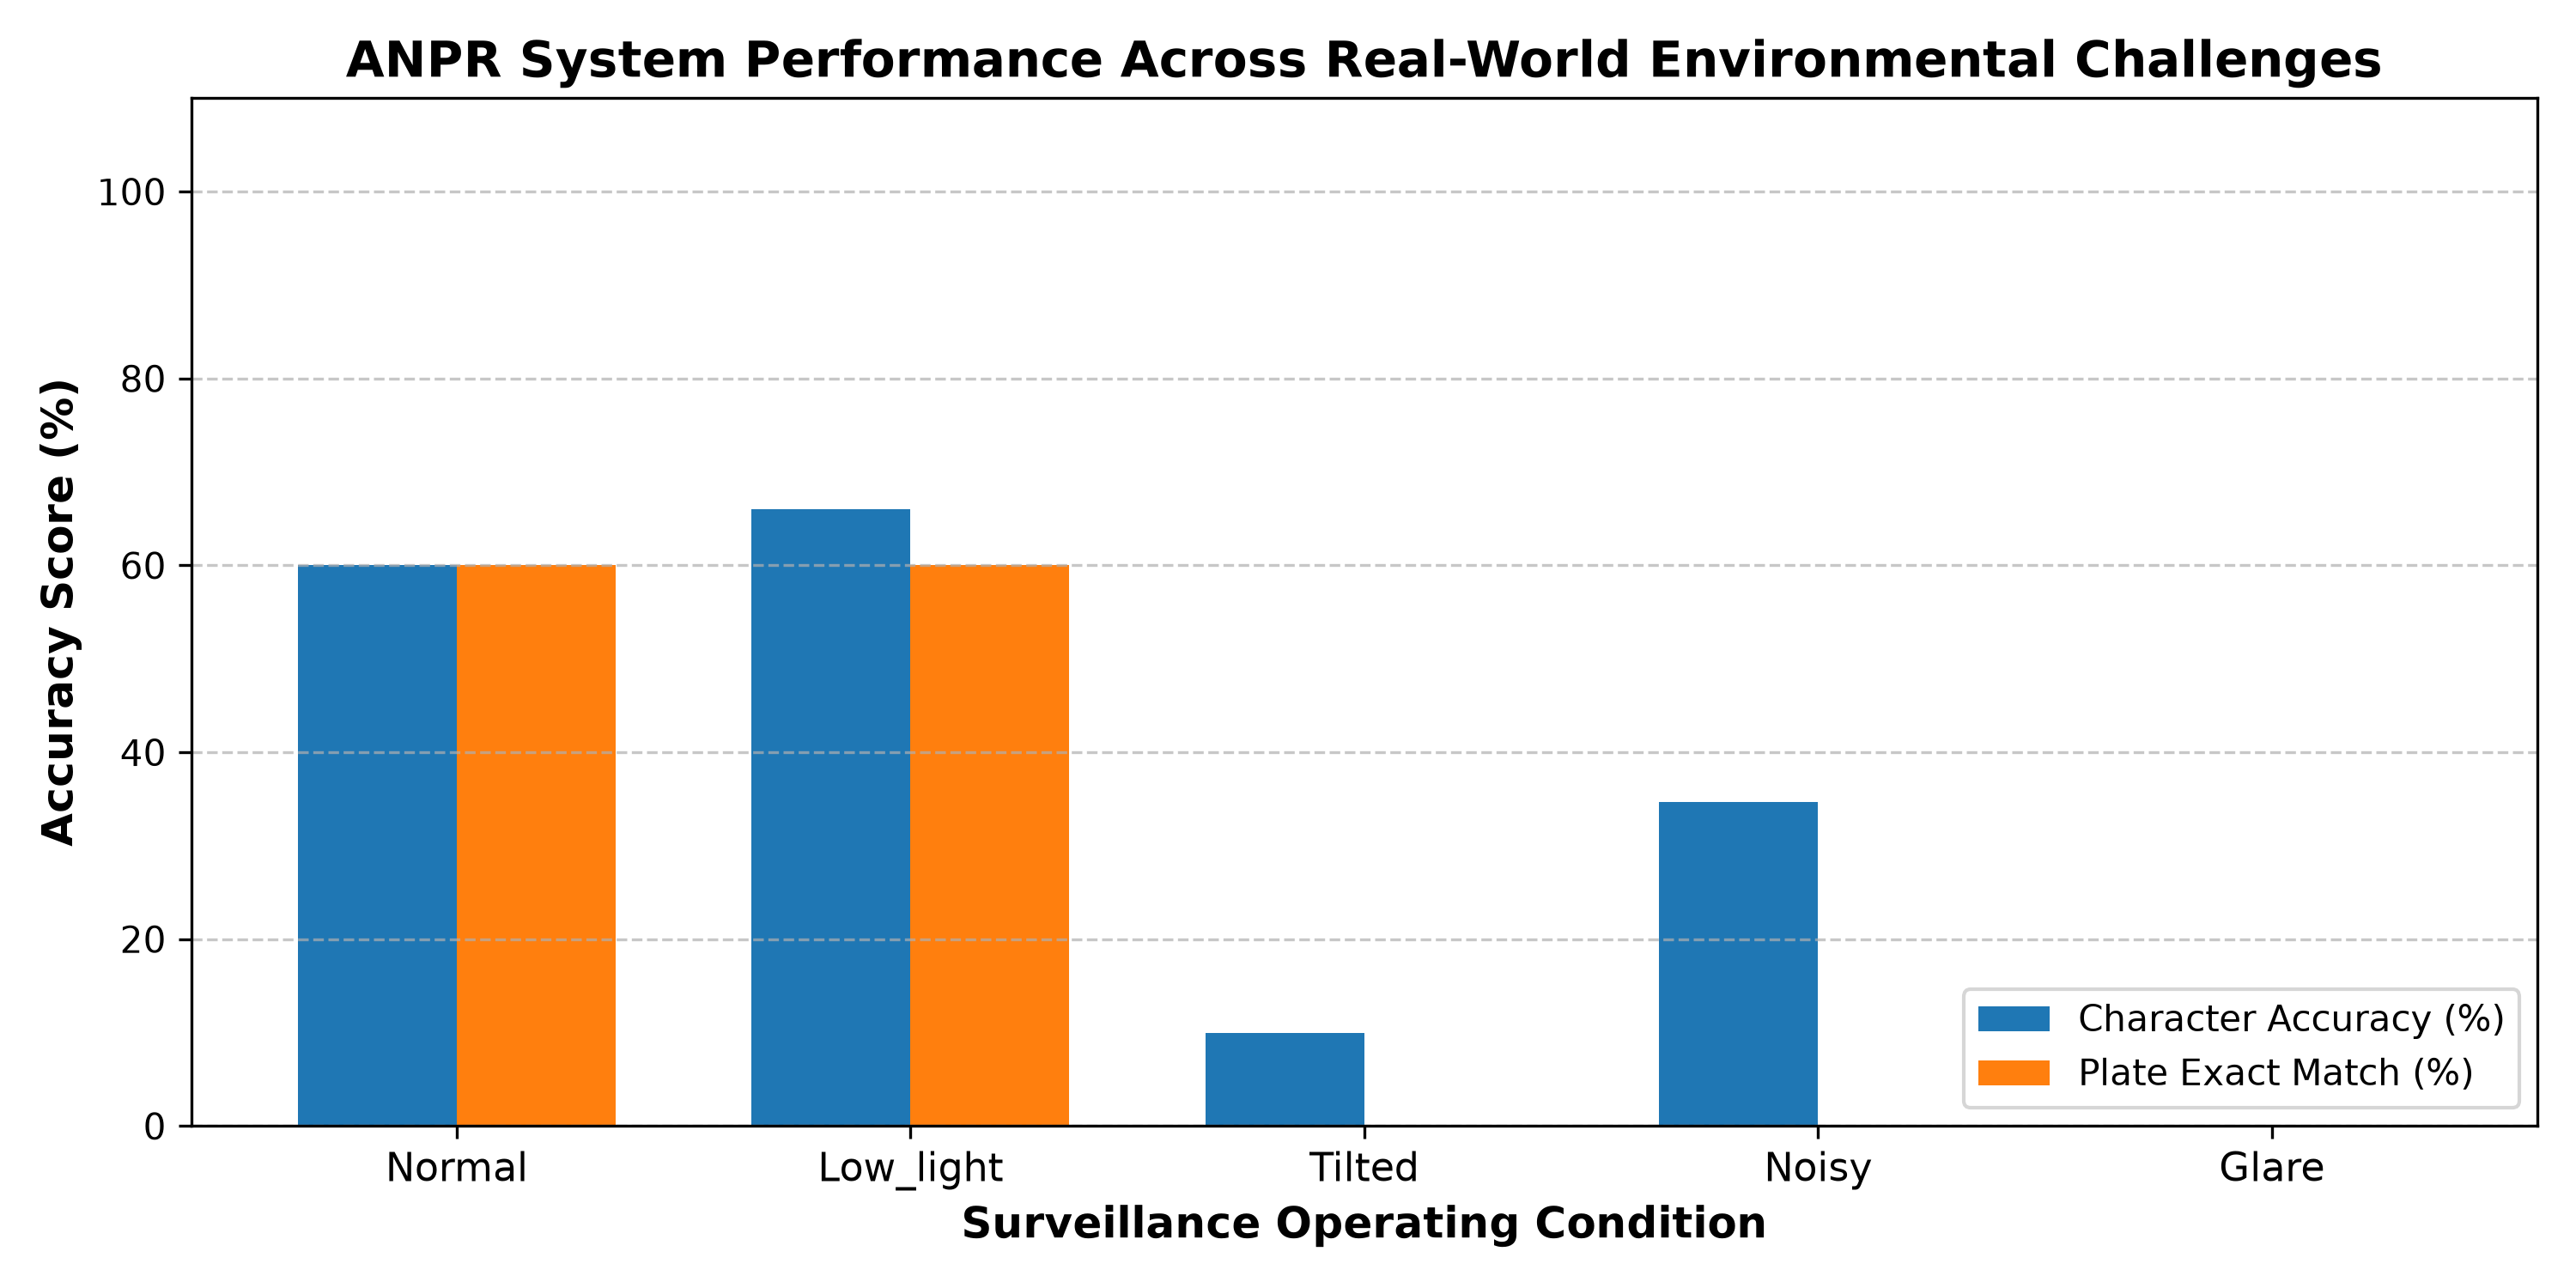 ANPR System Performance Across Real-World Environmental Challenges
Accuracy Score (%)
100
80
60
40
20
0
Character Accuracy (%)
Plate Exact Match (%)
Normal
Low_light
Tilted
Noisy
Glare
Surveillance Operating Condition